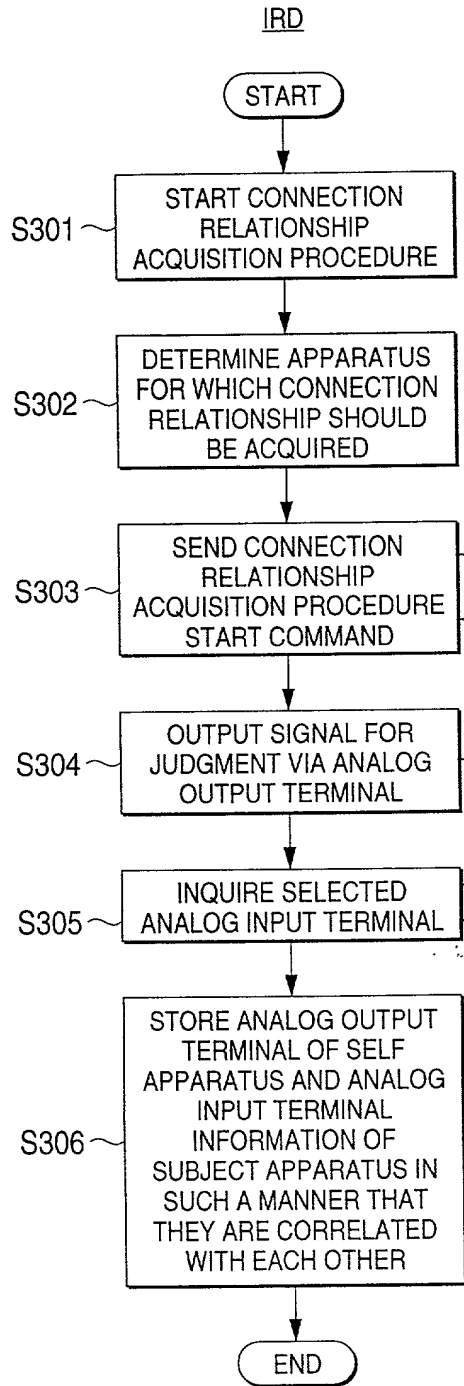 IRD
START
S301
START CONNECTION
RELATIONSHIP
ACQUISITION PROCEDURE
S302
DETERMINE APPARATUS
FOR WHICH CONNECTION
RELATIONSHIP SHOULD
BE ACQUIRED
S303
SEND CONNECTION
RELATIONSHIP
ACQUISITION PROCEDURE
START COMMAND
S304
OUTPUT SIGNAL FOR
JUDGMENT VIA ANALOG
OUTPUT TERMINAL
S305
INQUIRE SELECTED
ANALOG INPUT TERMINAL
S306
STORE ANALOG OUTPUT
TERMINAL OF SELF
APPARATUS AND ANALOG
INPUT TERMINAL
INFORMATION OF
SUBJECT APPARATUS IN
SUCH A MANNER THAT
THEY ARE CORRELATED
WITH EACH OTHER
END